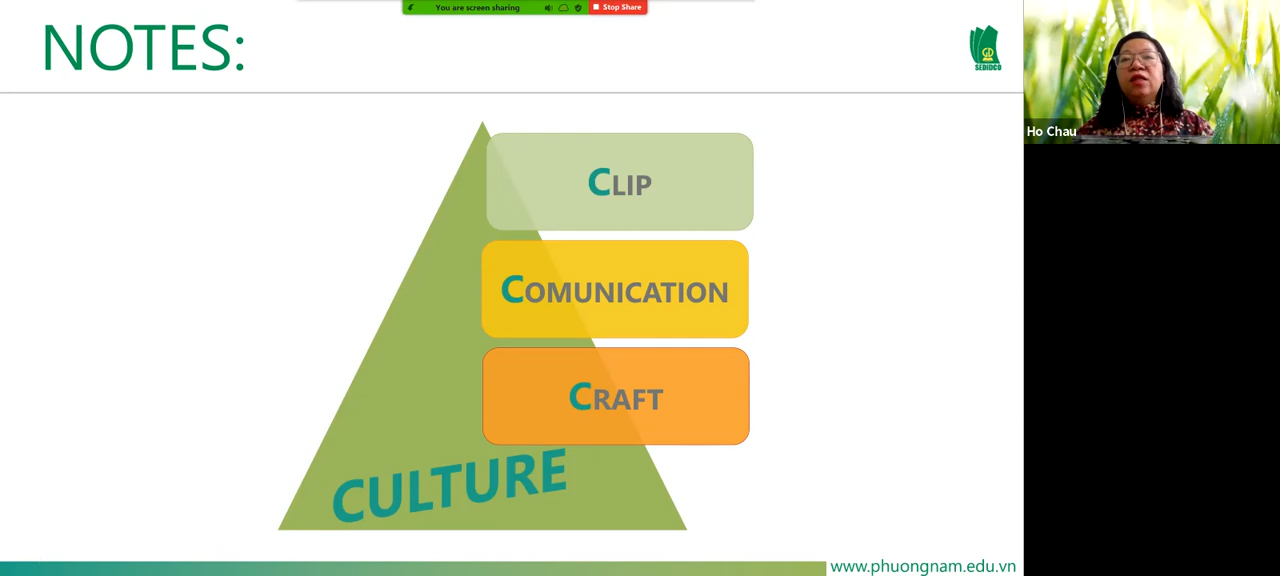 You are screen sharing
Stop Share
NOTES:
SEDIDCO
Ho Chau
CLIP
COMUNICATION
CRAFT
CULTURE
www.phuongnam.edu.vn